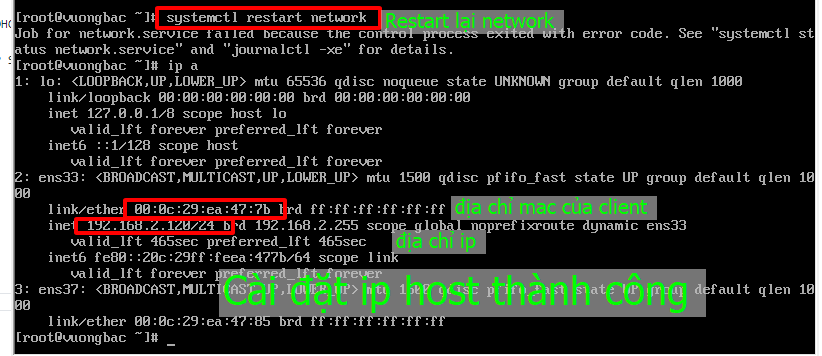 [root@vuongbac ~]# systemctl restart network Restart lại network
Job for network.service failed because the control process exited with error code. See "systemctl st
atus network.service" and "journalctl -xe" for details.
[root@vuongbac ~]# ip a
1: lo: <LOOPBACK,UP,LOWER_UP> mtu 65536 qdisc noqueue state UNKNOWN group default qlen 1000
link/loopback 00:00:00:00:00:00 brd 00:00:00:00:00:00
inet 127.0.0.1/8 scope host lo
valid_lft forever preferred_lft forever
inet6 ::1/128 scope host
valid_lft forever preferred_lft forever
2: ens33: <BROADCAST,MULTICAST,UP,LOWER_UP> mtu 1500 qdisc pfifo_fast state UP group default qlen 10
00
link/ether 00:0c:29:ea:47:7b brd ff:ff:ff:ff:ff:ff địa chỉ mac của client
inet 192.168.2.120/24 brd 192.168.2.255 scope global noprefixroute dynamic ens33
valid_lft 465sec preferred_lft 465sec địa chỉ ip
inet6 fe80::20c:29ff:feea:477b/64 scope link
valid_lft forever preferred_lft forever
Cài đặt ip host thành công
3: ens37: <BROADCAST,MULTICAST,UP,LOWER_UP> mtu 1500 qdisc pfifo_fast state UP group default qlen 10
00
link/ether 00:0c:29:ea:47:85 brd ff:ff:ff:ff:ff:ff
[root@vuongbac ~]# _